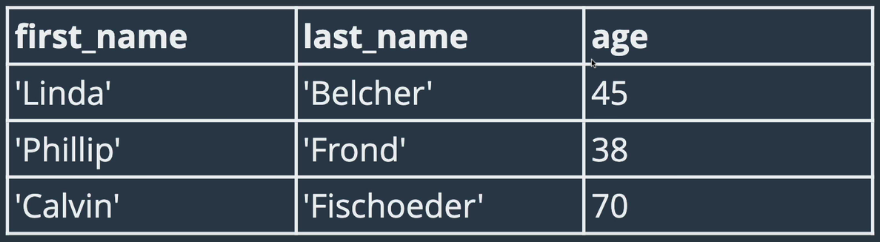 first_name last_name age
'Linda' 'Belcher' 45
'Phillip' 'Frond' 38
'Calvin' 'Fischoeder' 70